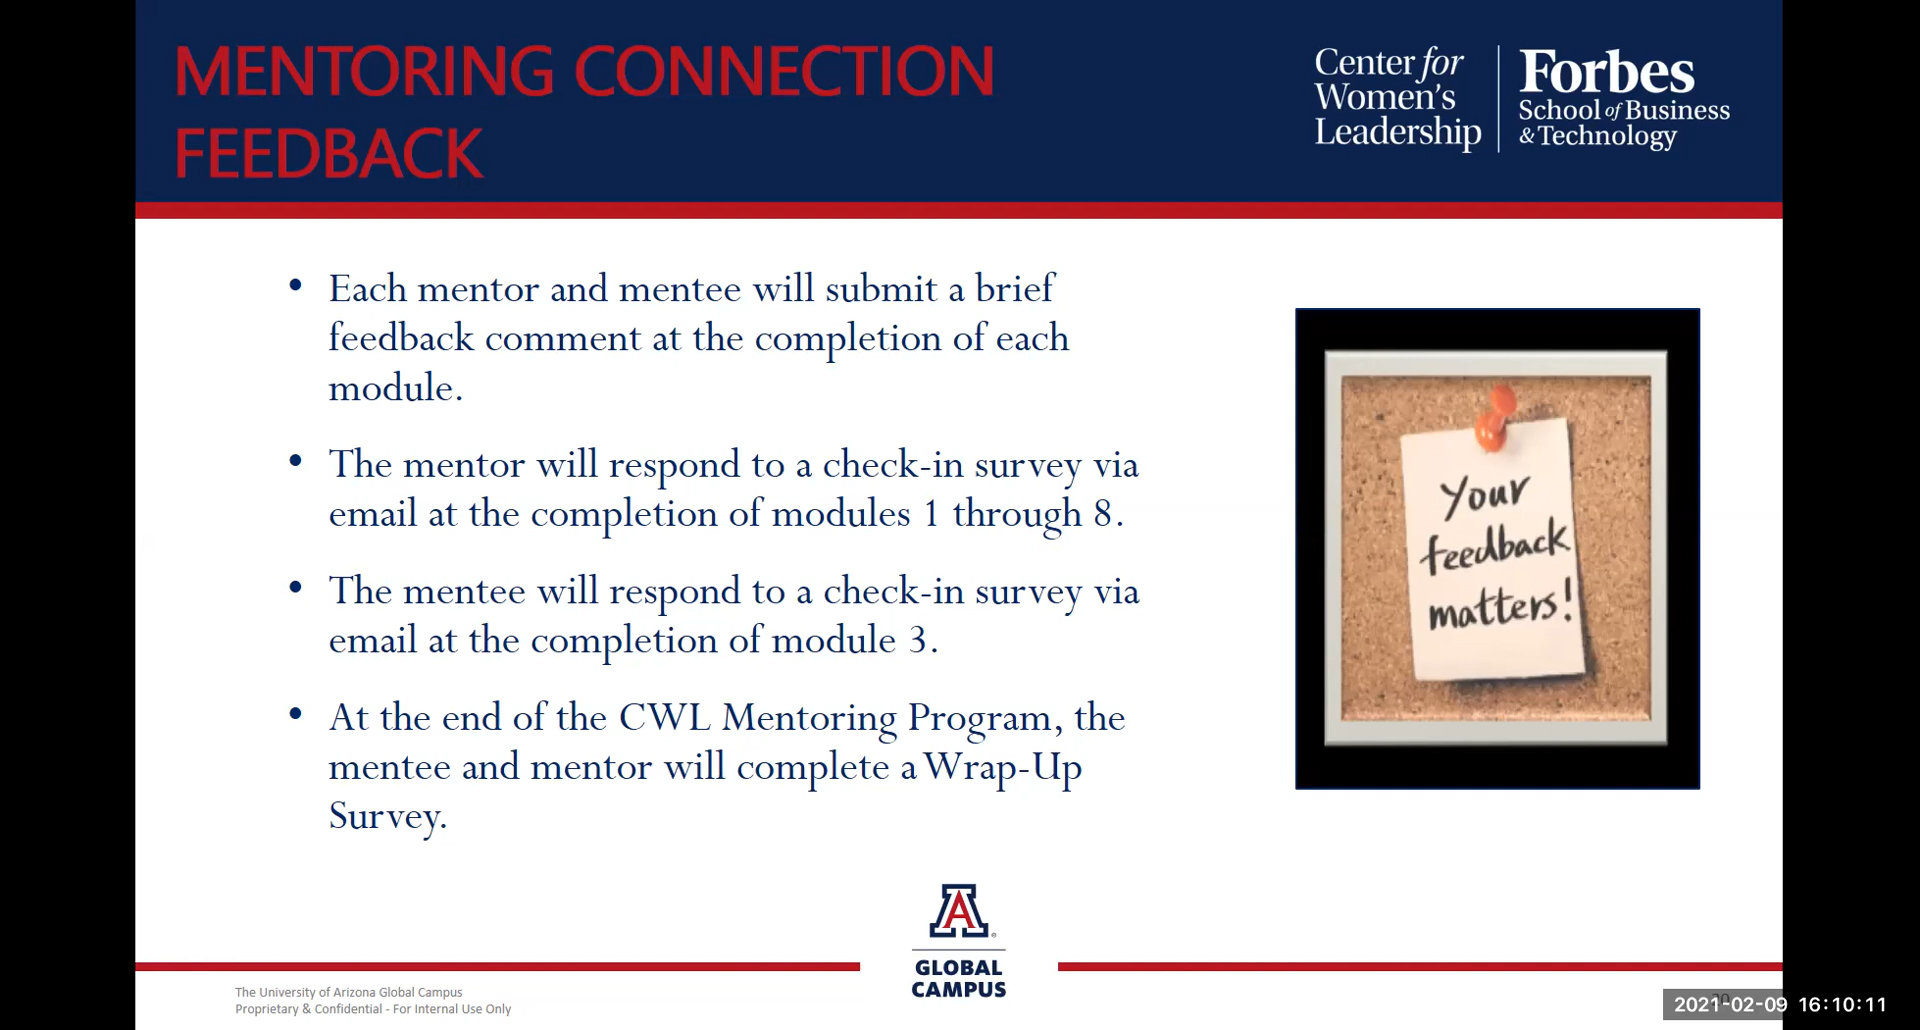 MENTORING CONNECTION
FEEDBACK
Center for
Women's
Leadership
Forbes
School of Business
& Technology
• Each mentor and mentee will submit a brief
feedback comment at the completion of each
module.
• The mentor will respond to a check-in survey via
email at the completion of modules 1 through 8.
• The mentee will respond to a check-in survey via
email at the completion of module 3.
• At the end of the CWL Mentoring Program, the
mentee and mentor will complete a Wrap-Up
Survey.
Your
feedback
matters!
A
GLOBAL
CAMPUS
The University of Arizona Global Campus
Proprietary & Confidential - For Internal Use Only
2021-02-09 16:10:11